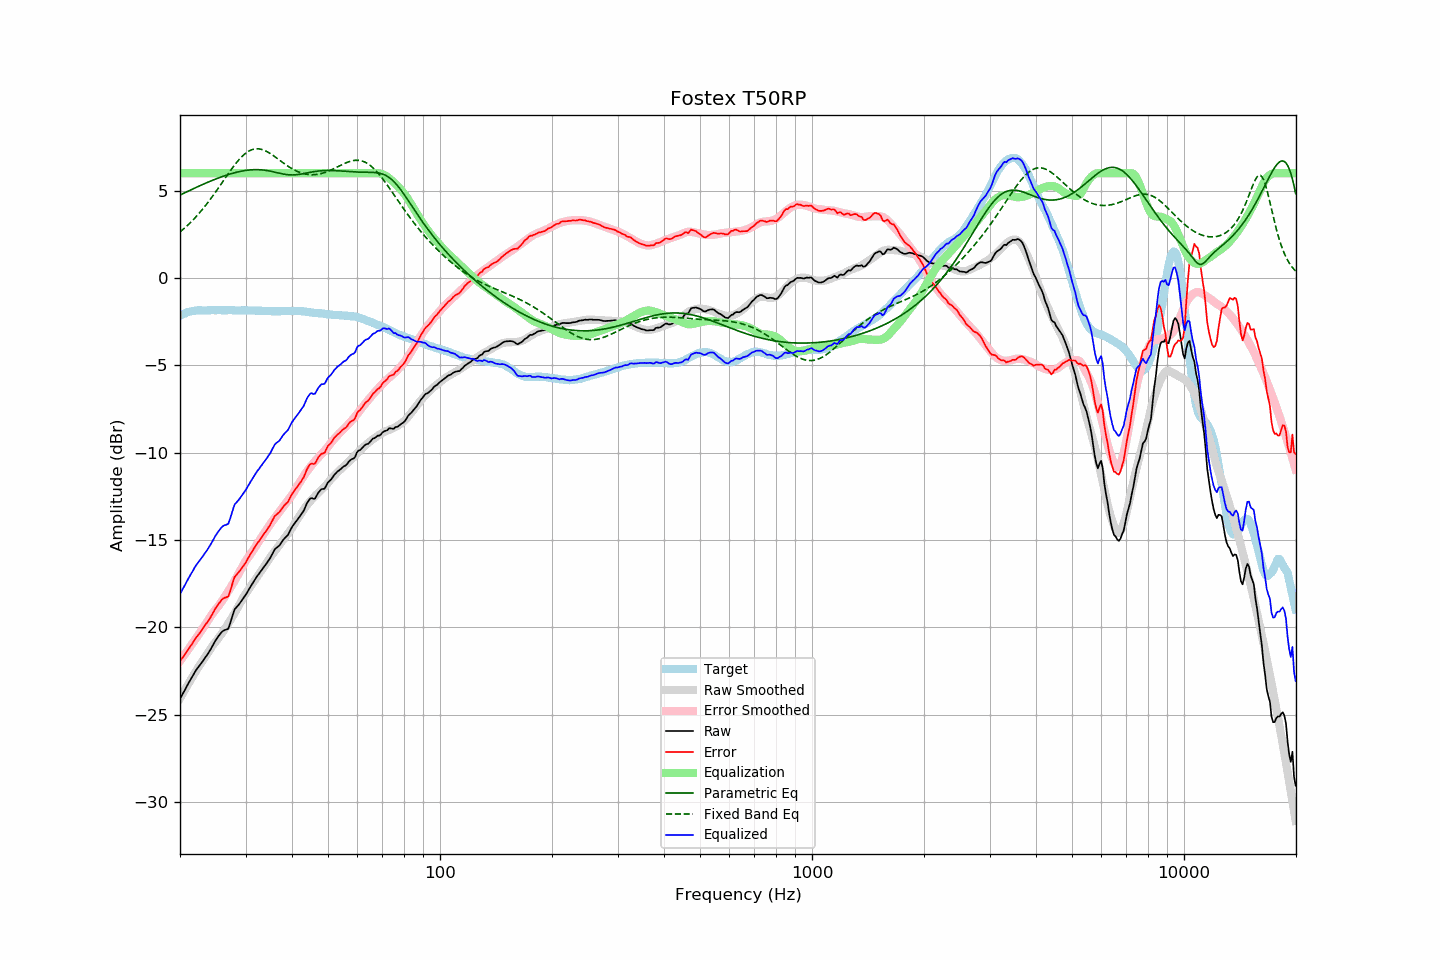 Fostex T50RP
Amplitude (dBr)
5
0
−5
−10
−15
−20
−25
−30
Target
Raw Smoothed
Error Smoothed
Raw
Error
Equalization
Parametric Eq
Fixed Band Eq
Equalized
100
1000
10000
Frequency (Hz)